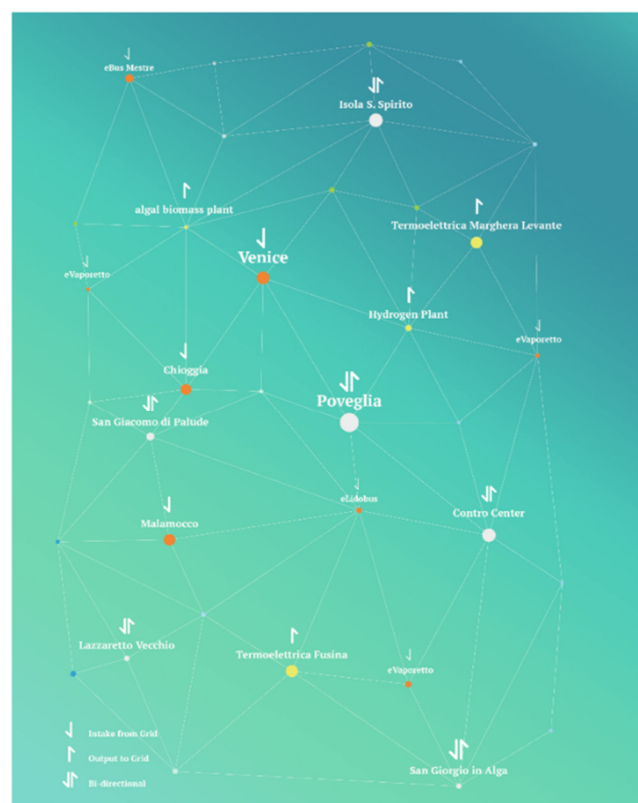 eBus Mestre
Isola S. Spirito
algal biomass plant
Termoelettrica Marghera Levante
Venice
eVaporetto
Hydrogen Plant
eVaporetto
Chioggia
Poveglia
San Giacomo di Palude
eLidobus
Contro Center
Malamocco
Lazzaretto Vecchio
Termoelettrica Fusina
eVaporetto
Intake from Grid
Output to Grid
San Giorgio in Alga
Bi-directional